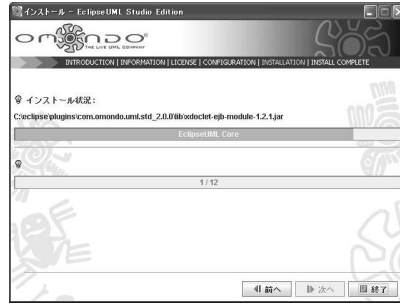 インストール - EclipseUML Studio Edition
OMONDO
THE LIVE UML COMPANY
INTRODUCTION | INFORMATION | LICENSE | CONFIGURATION | INSTALLATION | INSTALL COMPLETE
インストール状況:
C:\eclipse\plugins\com.omondo.uml.std_2.0.0\lib\xdoclet-ejb-module-1.2.1.jar
EclipseUML Core
1 / 12
前へ 次へ 終了